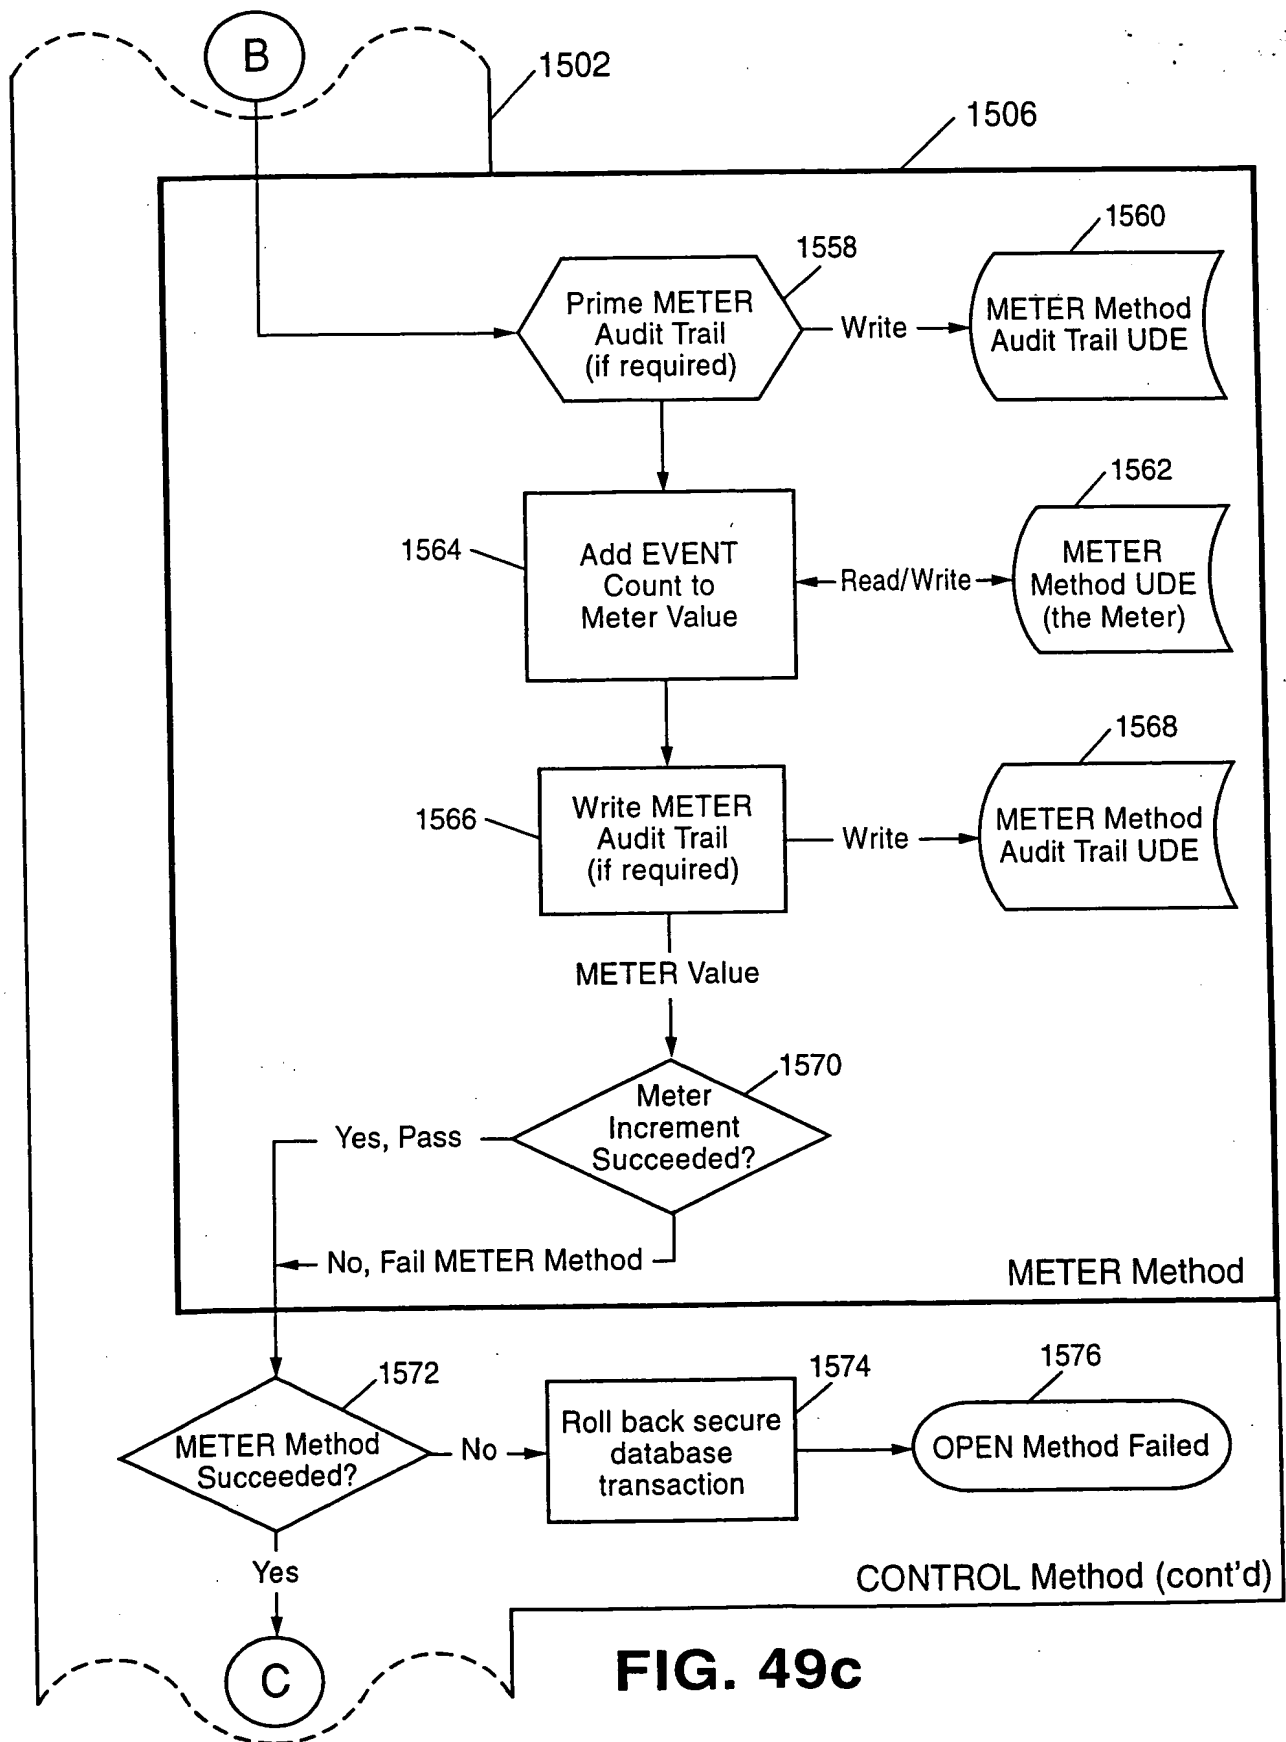 B
1502
1506
1560
1558
Prime METER
Audit Trail
(if required)
Write
METER Method
Audit Trail UDE
1562
1564
Add EVENT
Count to
Meter Value
Read/Write
METER
Method UDE
(the Meter)
1568
1566
Write METER
Audit Trail
(if required)
Write
METER Method
Audit Trail UDE
METER Value
1570
Meter
Increment
Succeeded?
Yes, Pass
No, Fail METER Method
METER Method
1572
METER Method
Succeeded?
No
1574
Roll back secure
database
transaction
1576
OPEN Method Failed
Yes
CONTROL Method (cont'd)
C
FIG. 49c